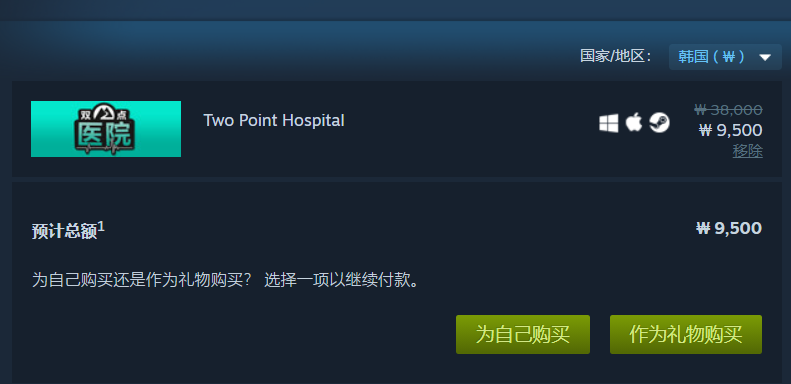 国家/地区： 韩国 ( ₩ )
双点
医院
Two Point Hospital
₩ 38,000
₩ 9,500
移除
预计总额1 ₩ 9,500
为自己购买还是作为礼物购买？ 选择一项以继续付款。
为自己购买 作为礼物购买